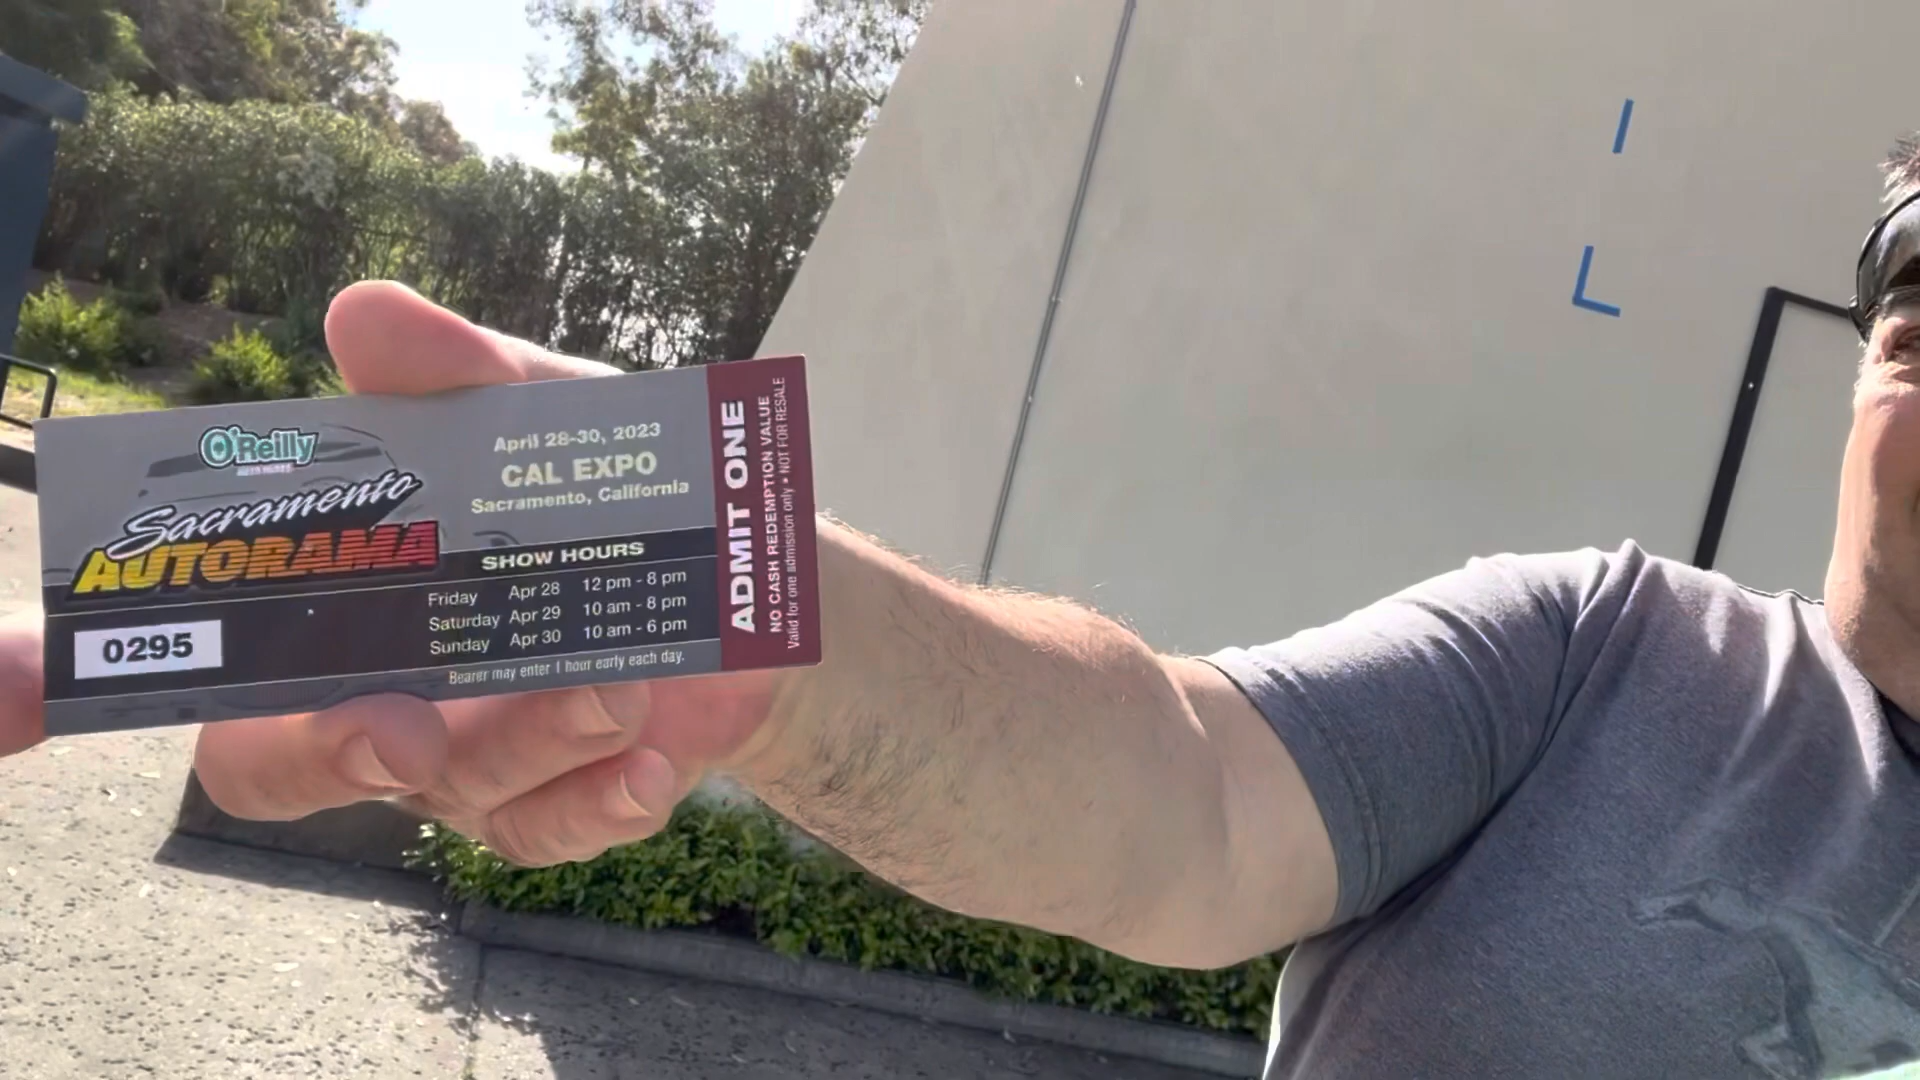 O'Reilly
AUTO PARTS
Sacramento
AUTORAMA
0295
April 28-30, 2023
CAL EXPO
Sacramento, California
SHOW HOURS
Friday Apr 28 12 pm - 8 pm
Saturday Apr 29 10 am - 8 pm
Sunday Apr 30 10 am - 6 pm
Bearer may enter 1 hour early each day.
ADMIT ONE
NO CASH REDEMPTION VALUE
Valid for one admission only • NOT FOR RESALE